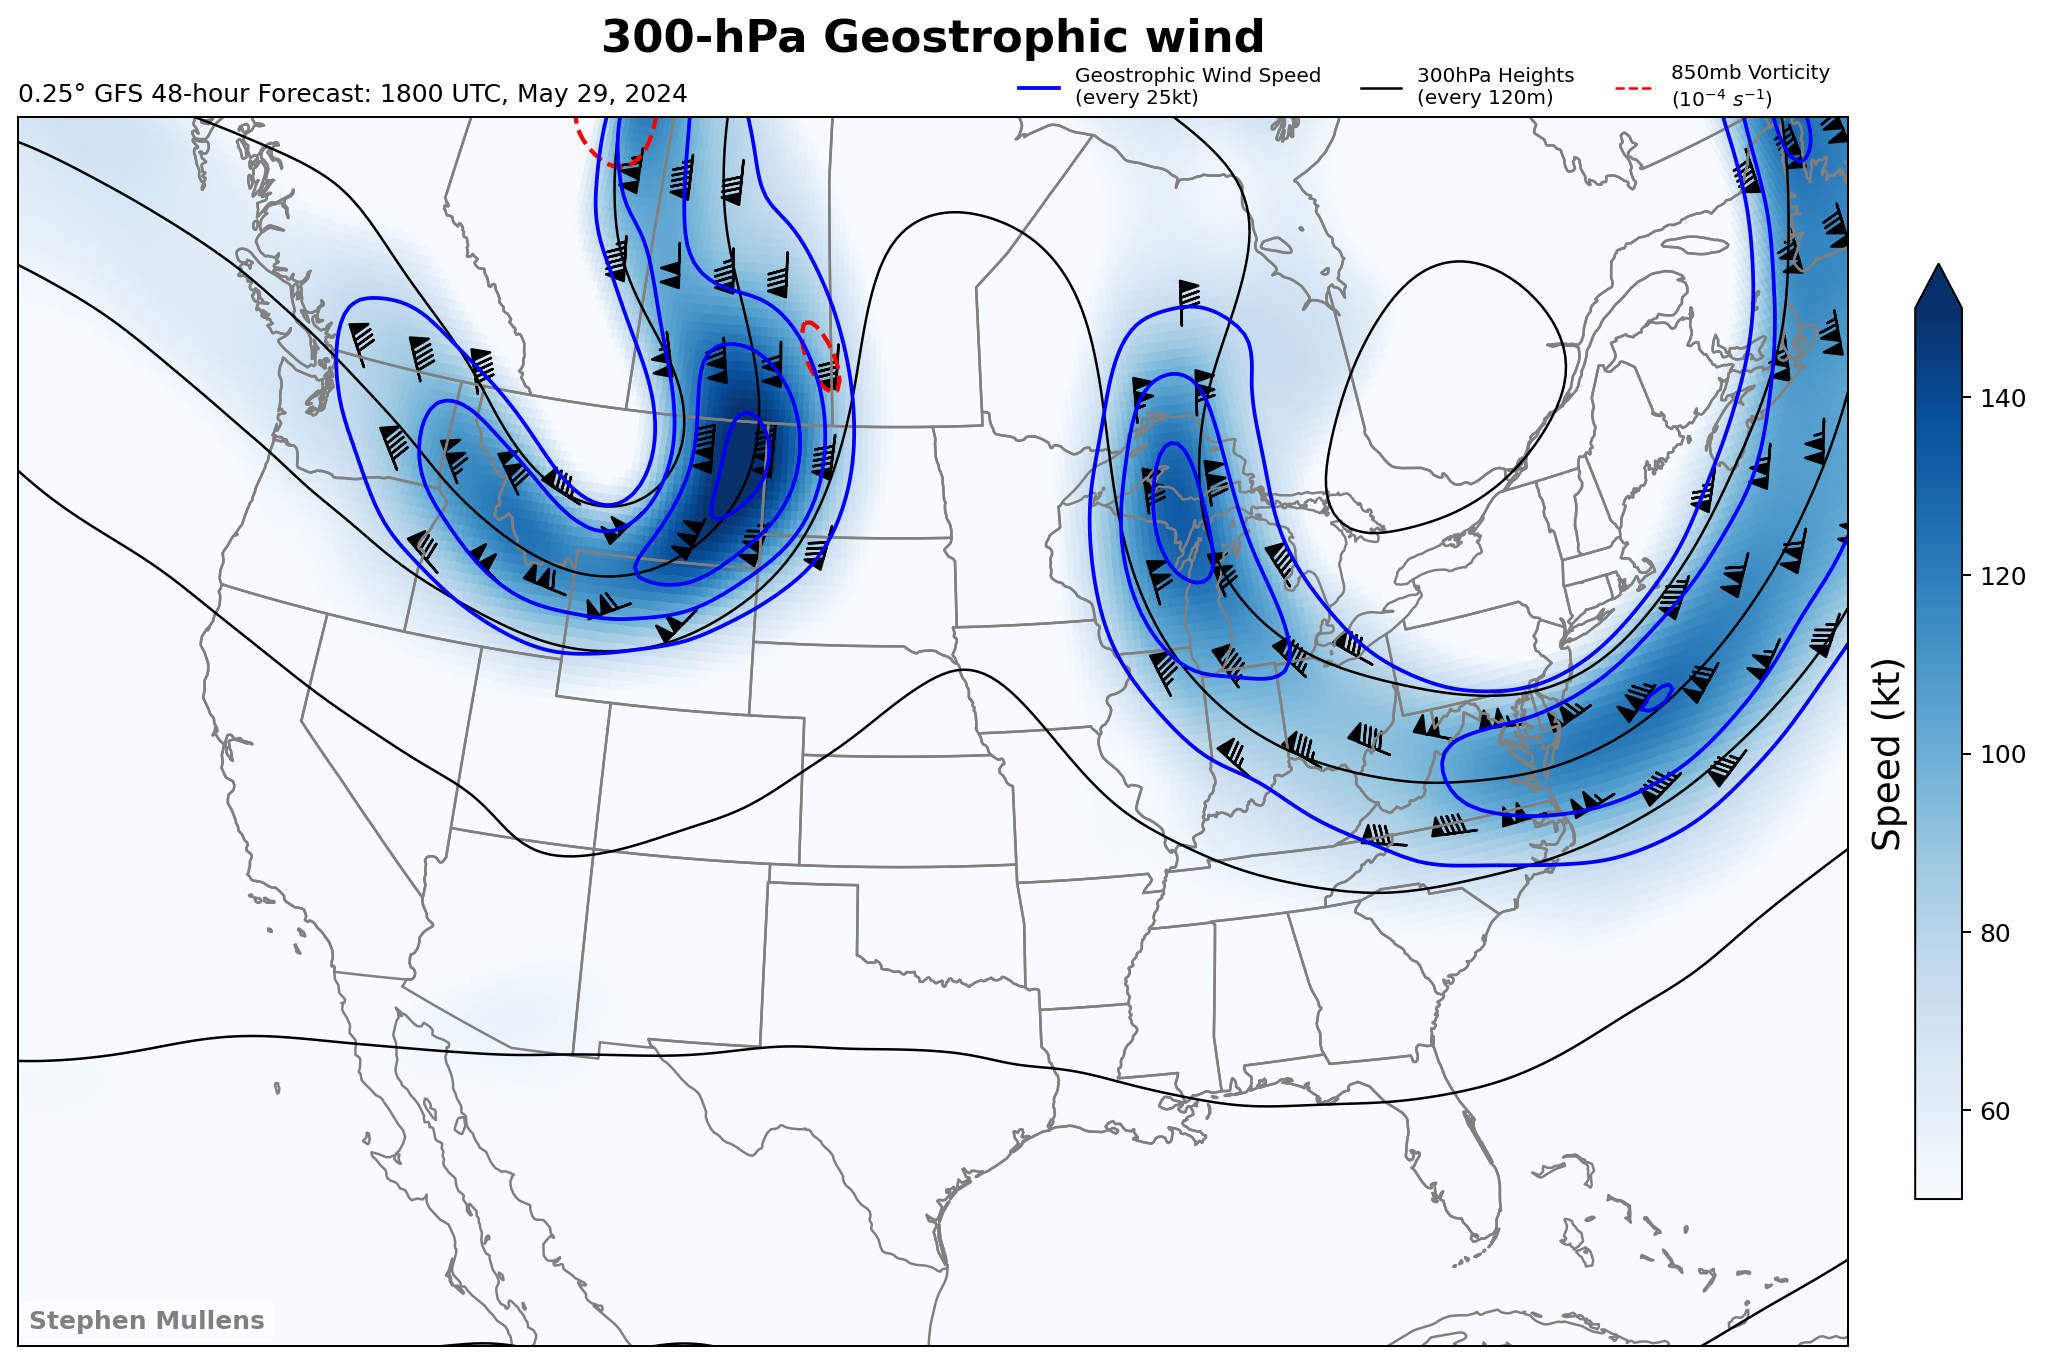 300-hPa Geostrophic wind
0.25° GFS 48-hour Forecast: 1800 UTC, May 29, 2024
Geostrophic Wind Speed
(every 25kt)
300hPa Heights
(every 120m)
850mb Vorticity
(10⁻⁴ s⁻¹)
140
120
100
80
60
Speed (kt)
Stephen Mullens